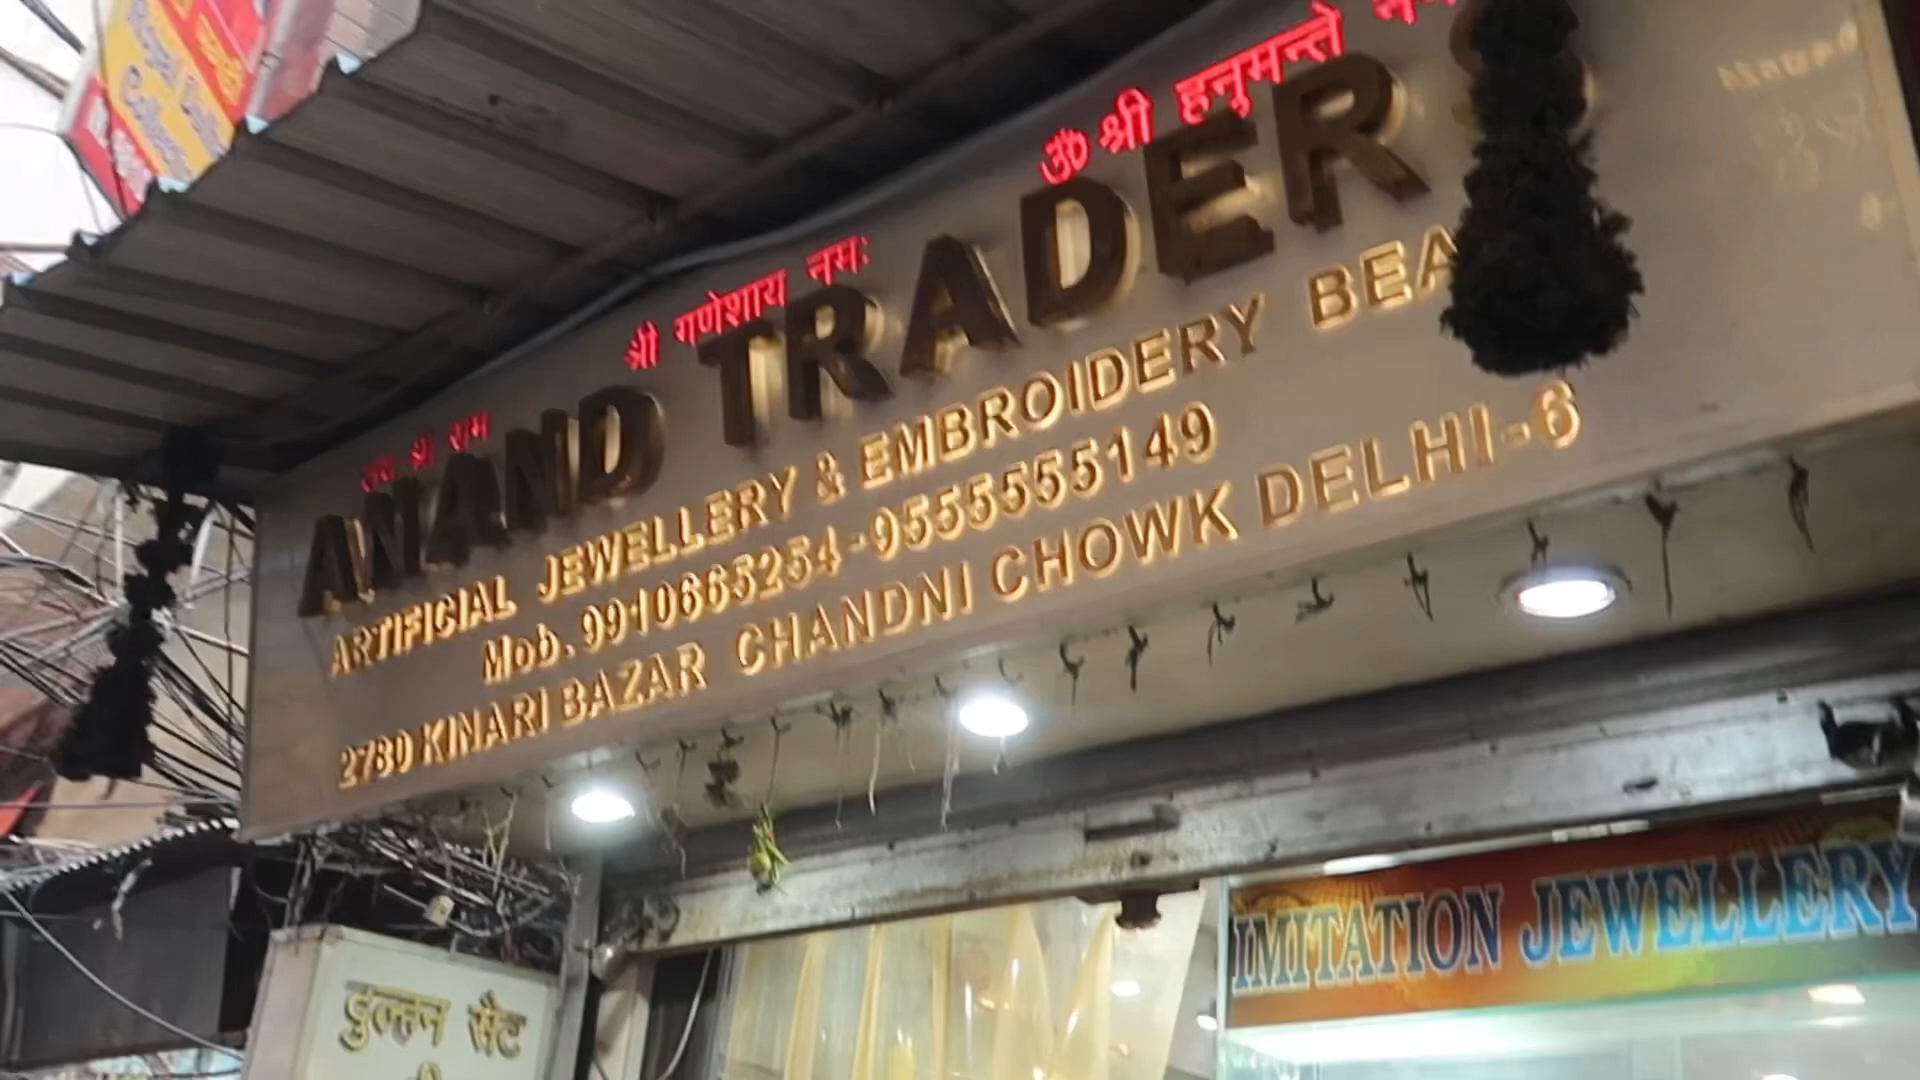 जय श्री राम
श्री गणेशाय नमः
ॐ श्री हनुमन्ते
ANAND TRADERS
ARTIFICIAL JEWELLERY & EMBROIDERY BEA
Mob. 9910665254-9555555149
2780 KINARI BAZAR CHANDNI CHOWK DELHI-6
IMITATION JEWELLERY
दुल्हन सैट